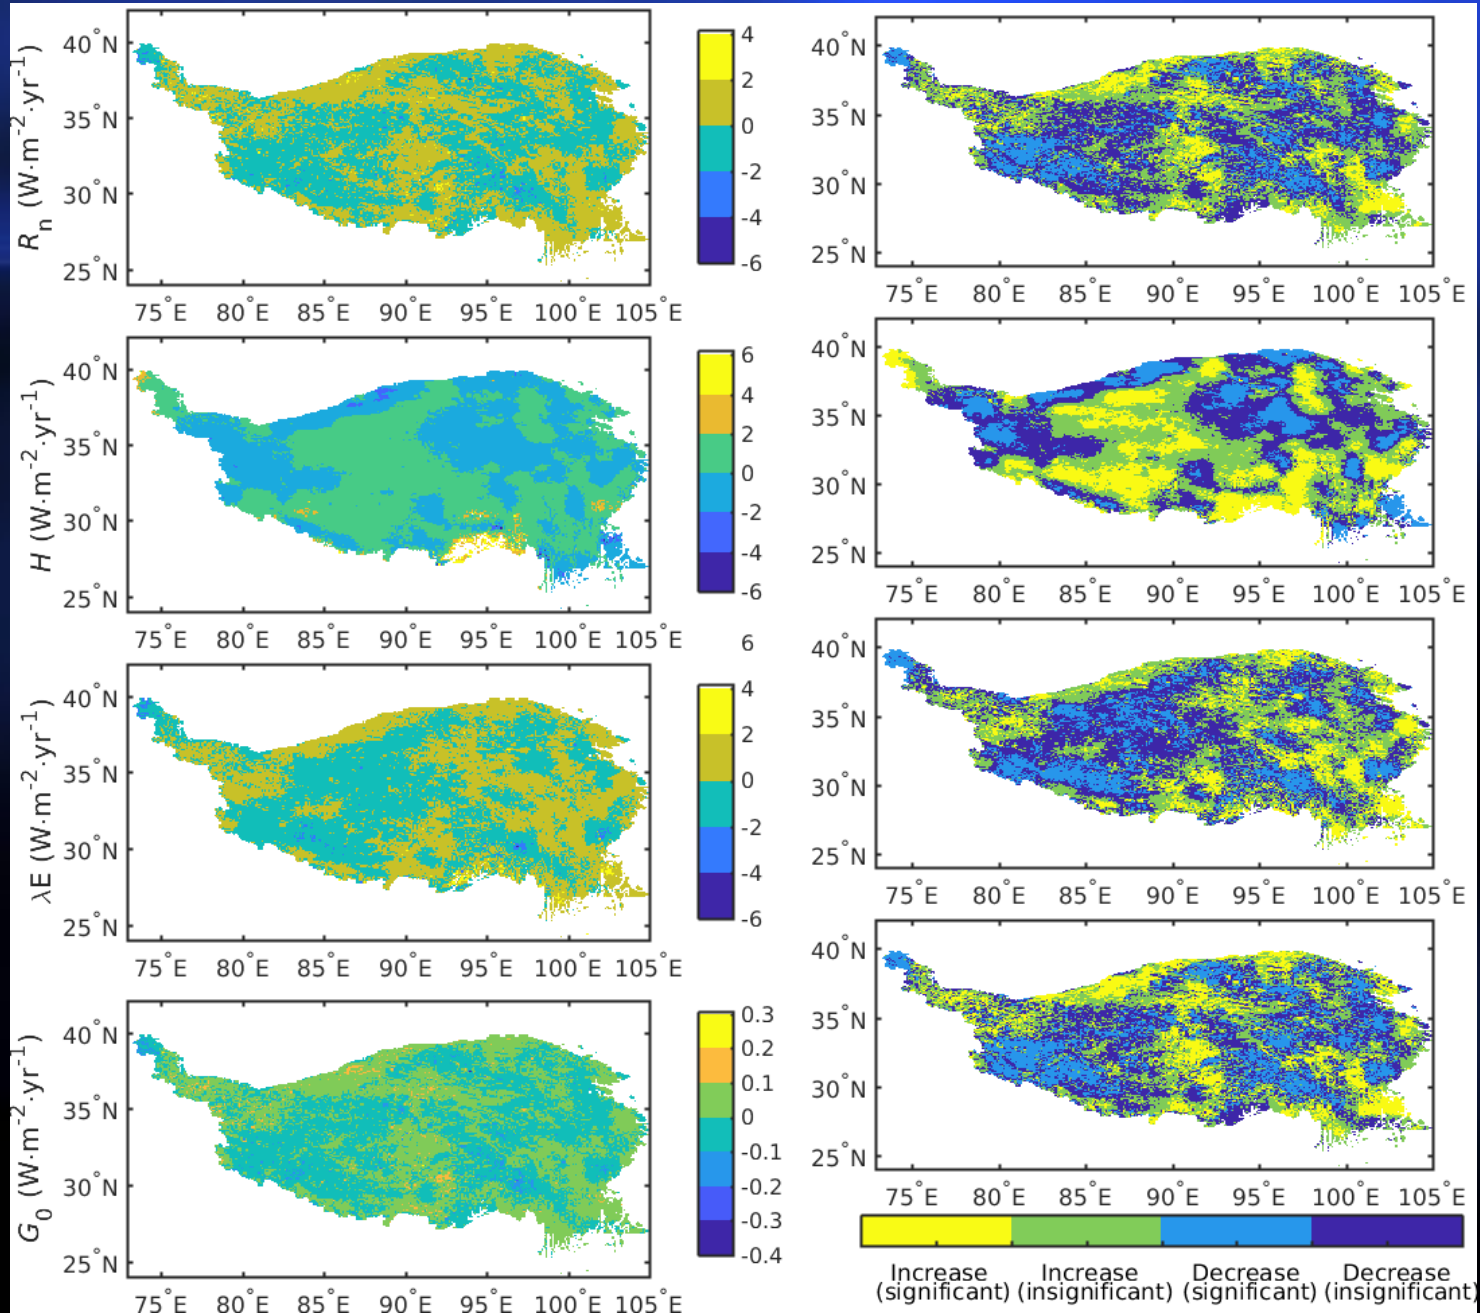 R_n (W·m^-2·yr^-1)
40°N
35°N
30°N
25°N
75°E 80°E 85°E 90°E 95°E 100°E 105°E
4
2
0
-2
-4
-6
40°N
35°N
30°N
25°N
75°E 80°E 85°E 90°E 95°E 100°E 105°E
H (W·m^-2·yr^-1)
40°N
35°N
30°N
25°N
75°E 80°E 85°E 90°E 95°E 100°E 105°E
6
4
2
0
-2
-4
-6
40°N
35°N
30°N
25°N
75°E 80°E 85°E 90°E 95°E 100°E 105°E
λE (W·m^-2·yr^-1)
40°N
35°N
30°N
25°N
75°E 80°E 85°E 90°E 95°E 100°E 105°E
6
4
2
0
-2
-4
-6
40°N
35°N
30°N
25°N
75°E 80°E 85°E 90°E 95°E 100°E 105°E
G_0 (W·m^-2·yr^-1)
40°N
35°N
30°N
25°N
75°E 80°E 85°E 90°E 95°E 100°E 105°E
0.3
0.2
0.1
0
-0.1
-0.2
-0.3
-0.4
40°N
35°N
30°N
25°N
75°E 80°E 85°E 90°E 95°E 100°E 105°E
Increase Increase Decrease Decrease
(significant) (insignificant) (significant) (insignificant)